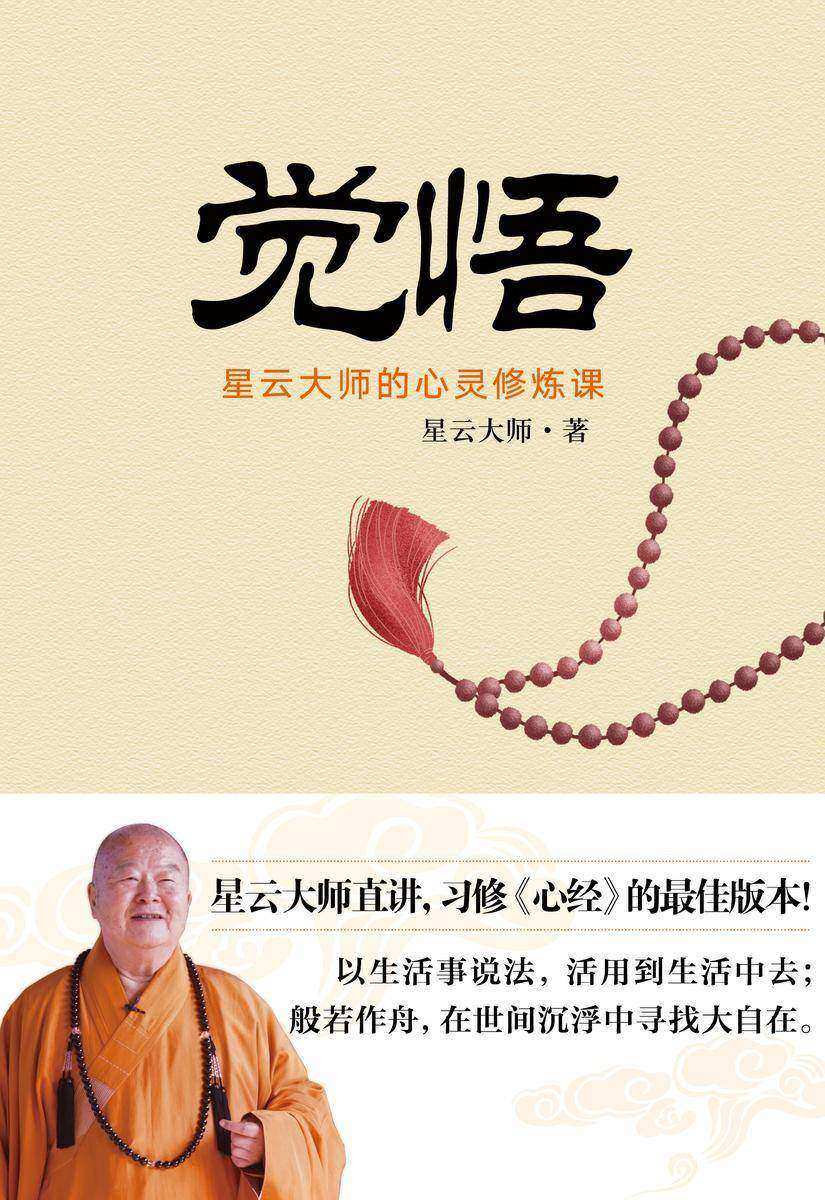 觉悟
星云大师的心灵修炼课
星云大师·著
星云大师直讲,习修《心经》的最佳版本!
以生活事说法,活用到生活中去;
般若作舟,在世间沉浮中寻找大自在。